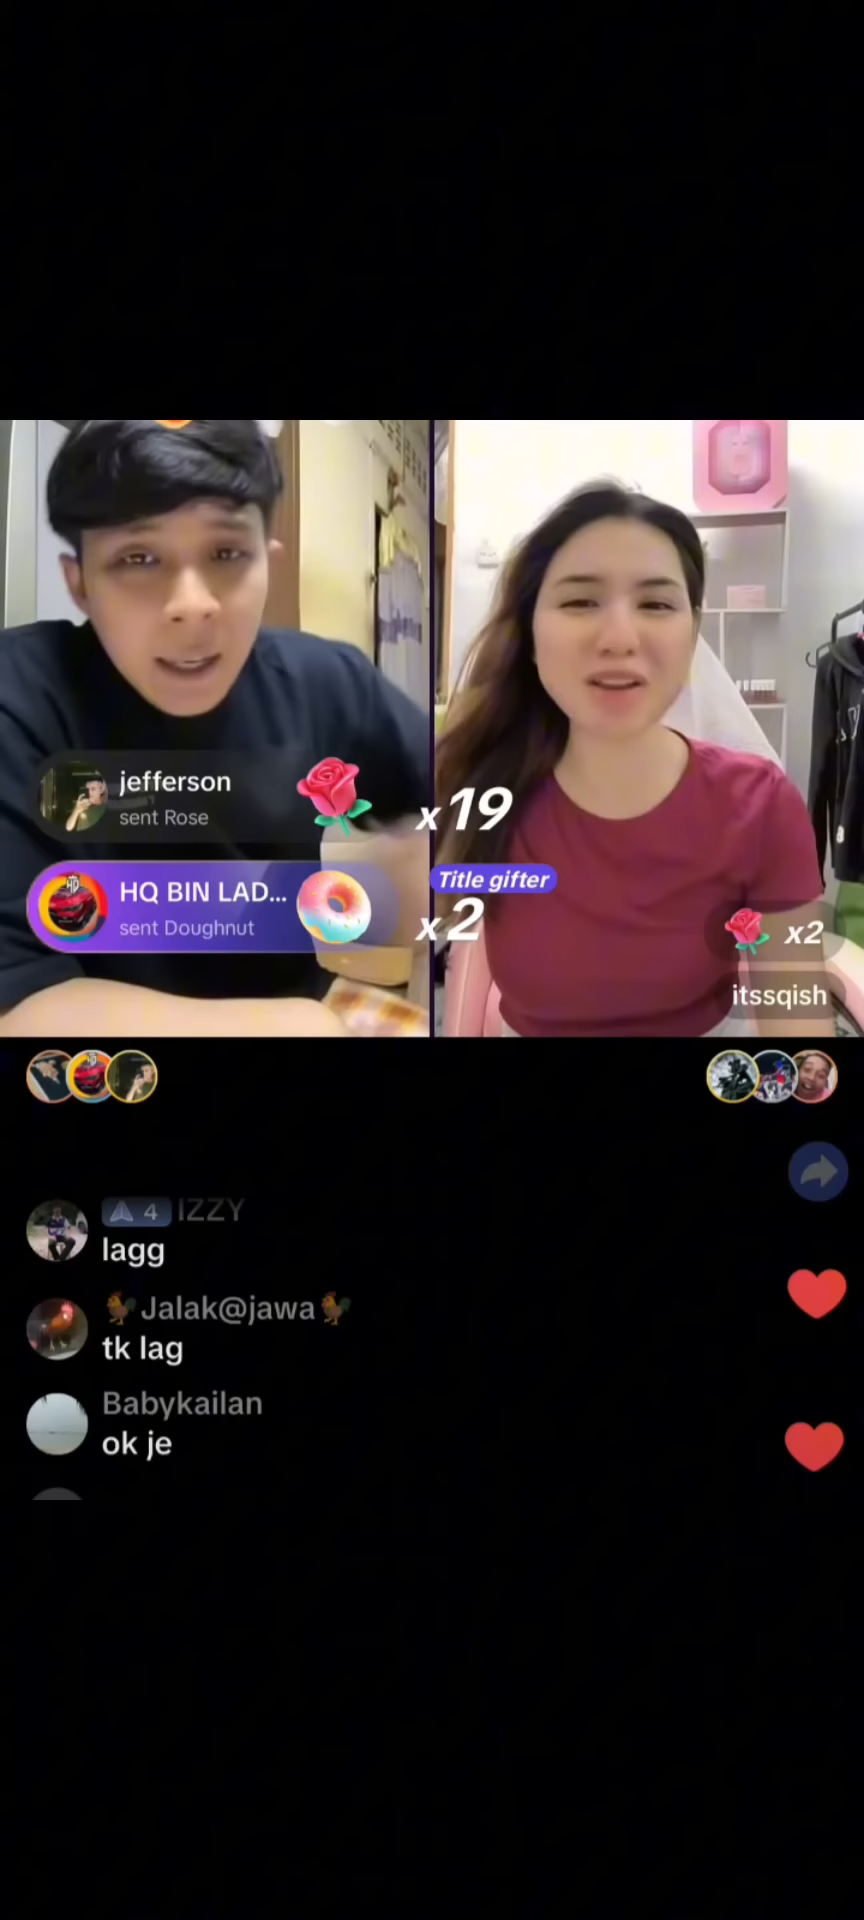 jefferson
sent Rose
x19
HQ BIN LAD...
sent Doughnut
Title gifter
x2
x2
itssqish
4 IZZY
lagg
🐓Jalak@jawa🐓
tk lag
Babykailan
ok je